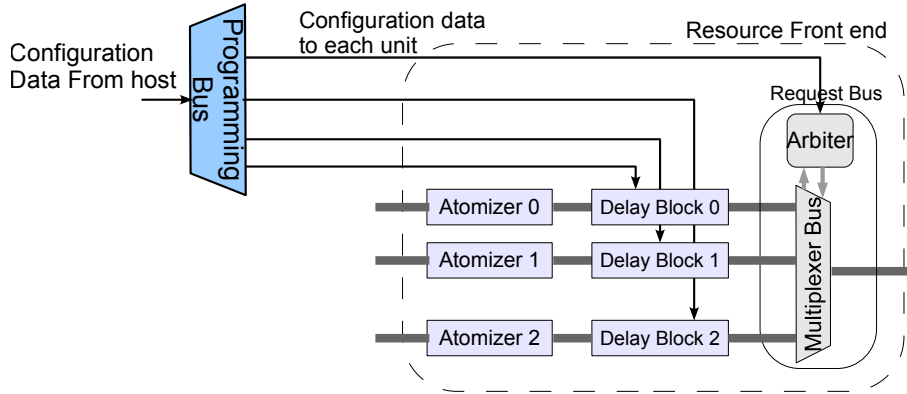 Configuration
Data From host
Programming
Bus
Configuration data
to each unit
Resource Front end
Request Bus
Arbiter
Atomizer 0
Delay Block 0
Atomizer 1
Delay Block 1
Atomizer 2
Delay Block 2
Multiplexer Bus